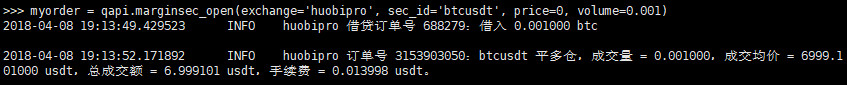 >>> myorder = qapi.marginsec_open(exchange='huobipro', sec_id='btcusdt', price=0, volume=0.001)
2018-04-08 19:13:49.429523      INFO    huobipro 借贷订单号 688279：借入 0.001000 btc
2018-04-08 19:13:52.171892      INFO    huobipro 订单号 3153903050：btcusdt 平多仓，成交量 = 0.001000，成交均价 = 6999.1
01000 usdt，总成交额 = 6.999101 usdt，手续费 = 0.013998 usdt。